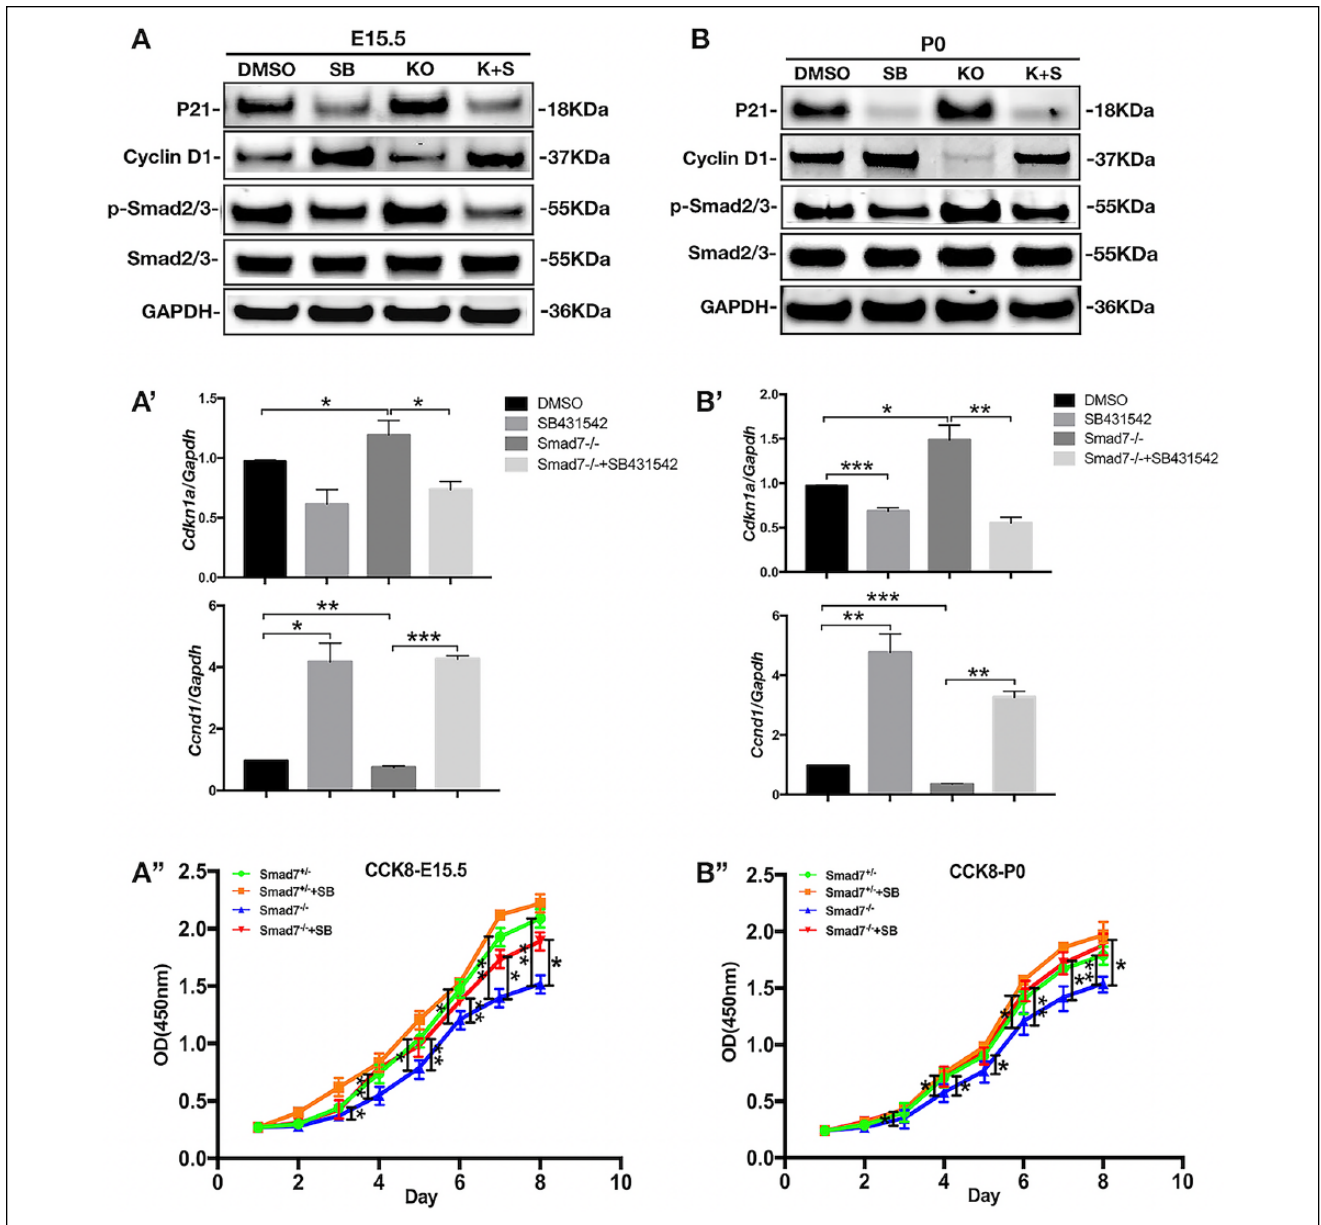 A
E15.5
DMSO SB KO K+S
P21- -18KDa
Cyclin D1- -37KDa
p-Smad2/3- -55KDa
Smad2/3- -55KDa
GAPDH- -36KDa
B
P0
DMSO SB KO K+S
P21- -18KDa
Cyclin D1- -37KDa
p-Smad2/3- -55KDa
Smad2/3- -55KDa
GAPDH- -36KDa
A’
Cdkn1a/Gapdh
1.5
1.0
0.5
0.0
* *
DMSO
SB431542
Smad7-/-
Smad7-/-+SB431542
Ccnd1/Gapdh
6
4
2
0
**
* ***
B’
Cdkn1a/Gapdh
2.0
1.5
1.0
0.5
0.0
* **
***
DMSO
SB431542
Smad7-/-
Smad7-/-+SB431542
Ccnd1/Gapdh
6
4
2
0
***
**
**
A”
CCK8-E15.5
OD(450nm)
2.5
2.0
1.5
1.0
0.5
0.0
Smad7+/-
Smad7+/-+SB
Smad7-/-
Smad7-/-+SB
0 2 4 6 8 10
Day
B”
CCK8-P0
OD(450nm)
2.5
2.0
1.5
1.0
0.5
0.0
Smad7+/-
Smad7+/-+SB
Smad7-/-
Smad7-/-+SB
0 2 4 6 8 10
Day